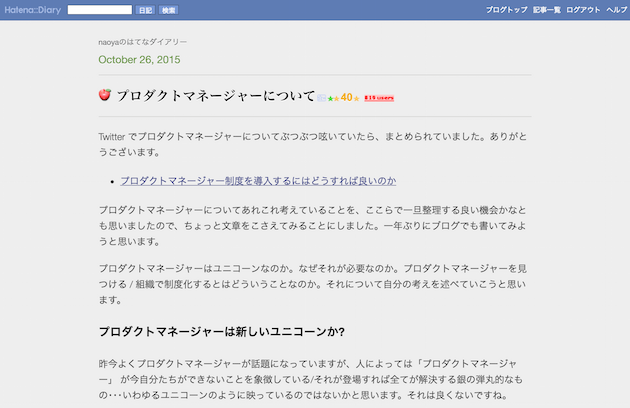 Hatena::Diary 日記 検索 ブログトップ 記事一覧 ログアウト ヘルプ
naoyaのはてなダイアリー
October 26, 2015
プロダクトマネージャーについて 40 users
Twitter でプロダクトマネージャーについてぶつぶつ呟いていたら、まとめられていました。ありがと
うございます。
• プロダクトマネージャー制度を導入するにはどうすれば良いのか
プロダクトマネージャーについてあれこれ考えていることを、ここらで一旦整理する良い機会かなと
も思いましたので、ちょっと文章をこさえてみることにしました。一年ぶりにブログでも書いてみよ
うと思います。
プロダクトマネージャーはユニコーンなのか。なぜそれが必要なのか。プロダクトマネージャーを見
つける / 組織で制度化するとはどういうことなのか。それについて自分の考えを述べていこうと思い
ます。
プロダクトマネージャーは新しいユニコーンか?
昨今よくプロダクトマネージャーが話題になっていますが、人によっては「プロダクトマネージャ
ー」 が今自分たちができないことを象徴している/それが登場すれば全てが解決する銀の弾丸的なも
の･･･いわゆるユニコーンのように映っているのではないかと思います。それは良くないですね。